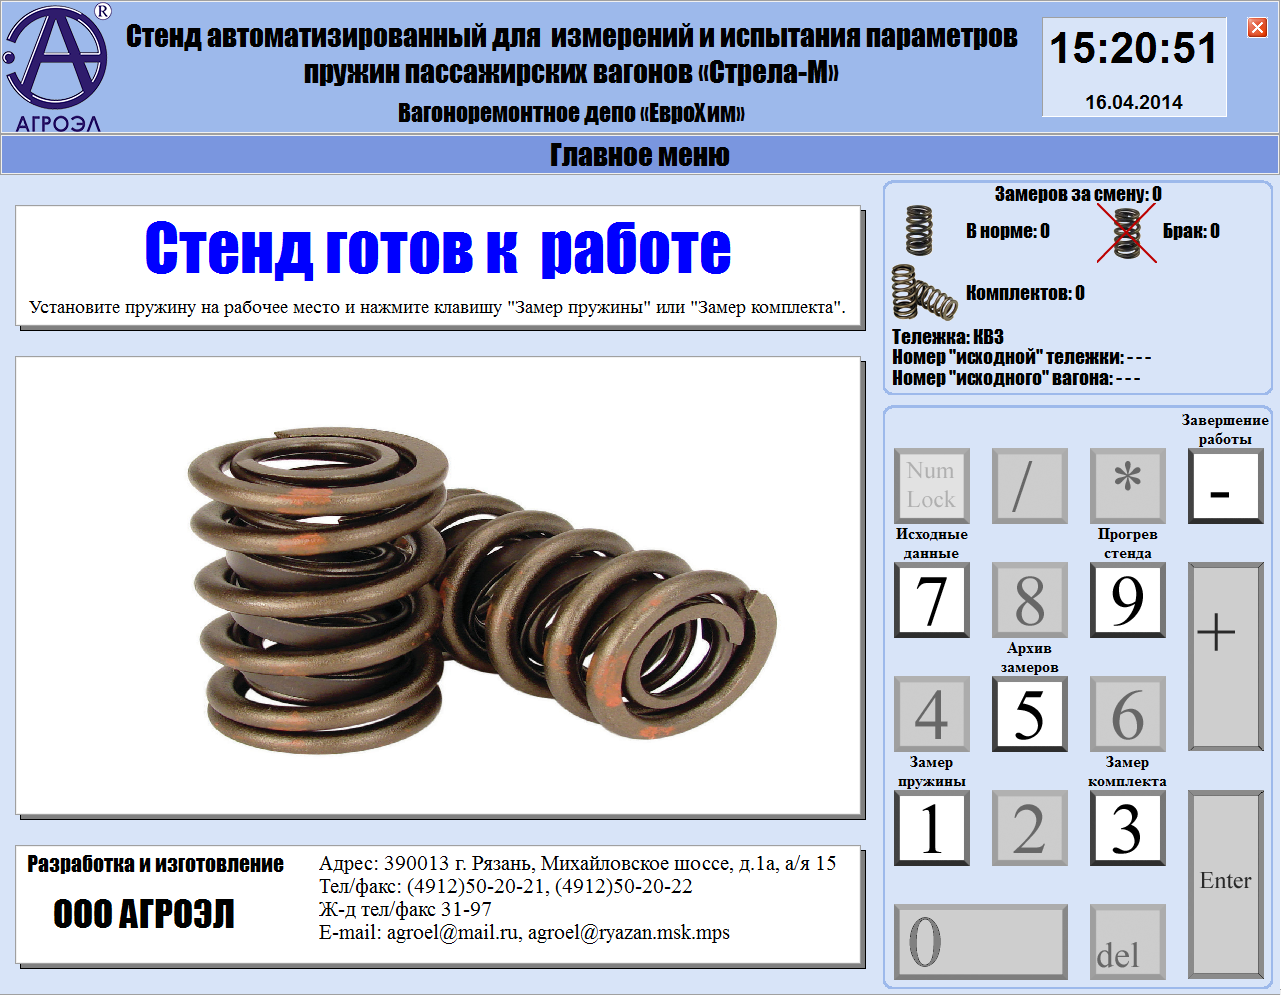 ®
АГРОЭЛ
Стенд автоматизированный для измерений и испытания параметров
пружин пассажирских вагонов «Стрела-М»
Вагоноремонтное депо «ЕвроХим»
15:20:51
16.04.2014
Главное меню
Стенд готов к работе
Установите пружину на рабочее место и нажмите клавишу "Замер пружины" или "Замер комплекта".
Разработка и изготовление
ООО АГРОЭЛ
Адрес: 390013 г. Рязань, Михайловское шоссе, д.1а, а/я 15
Тел/факс: (4912)50-20-21, (4912)50-20-22
Ж-д тел/факс 31-97
E-mail: agroel@mail.ru, agroel@ryazan.msk.mps
Замеров за смену: 0
В норме: 0
Брак: 0
Комплектов: 0
Тележка: КВЗ
Номер "исходной" тележки: - - -
Номер "исходного" вагона: - - -
Завершение
работы
Num
Lock
/
*
-
Исходные
данные
Прогрев
стенда
7
8
9
+
Архив
замеров
4
5
6
Замер
пружины
Замер
комплекта
1
2
3
Enter
0
del